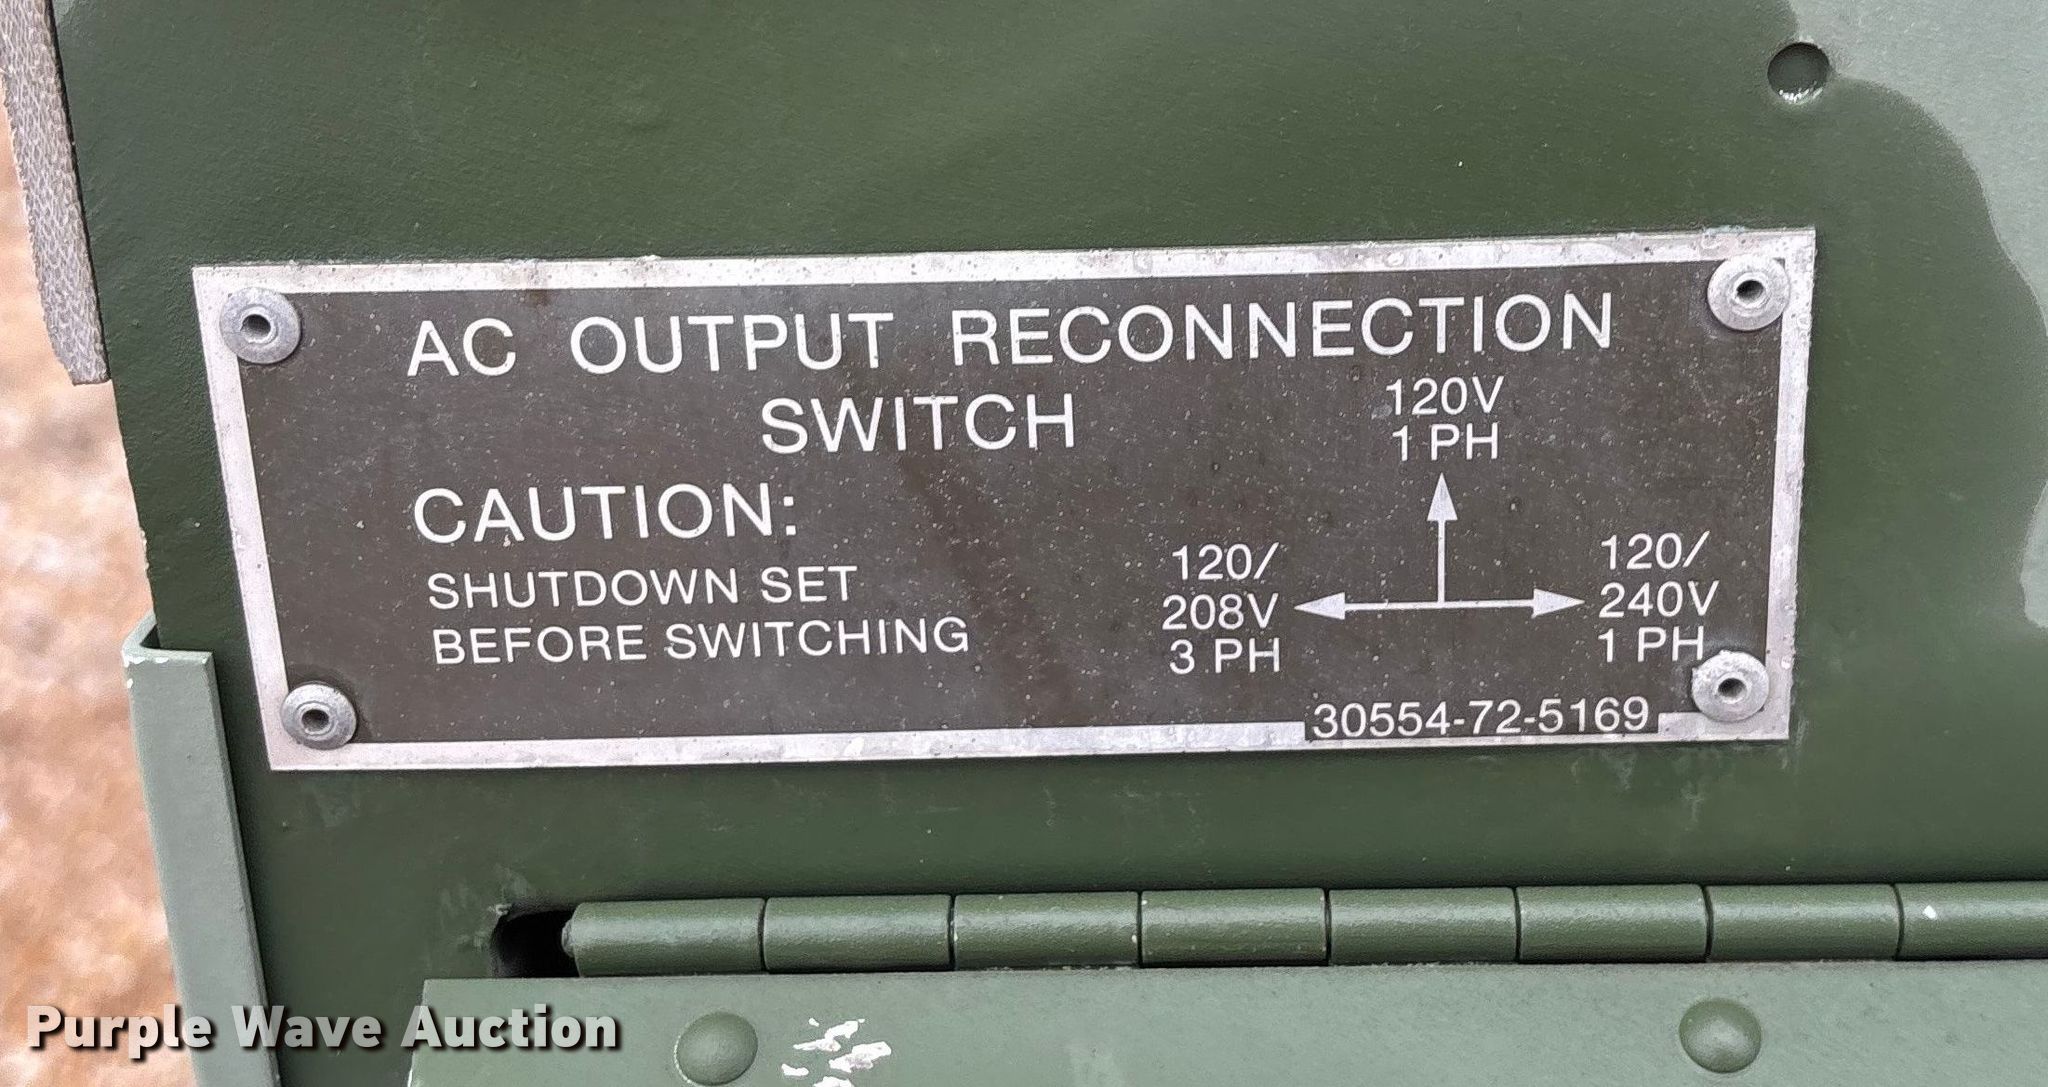 AC OUTPUT RECONNECTION
SWITCH
120V
1 PH
CAUTION:
SHUTDOWN SET
BEFORE SWITCHING
120/
208V
3 PH
120/
240V
1 PH
30554-72-5169
Purple Wave Auction